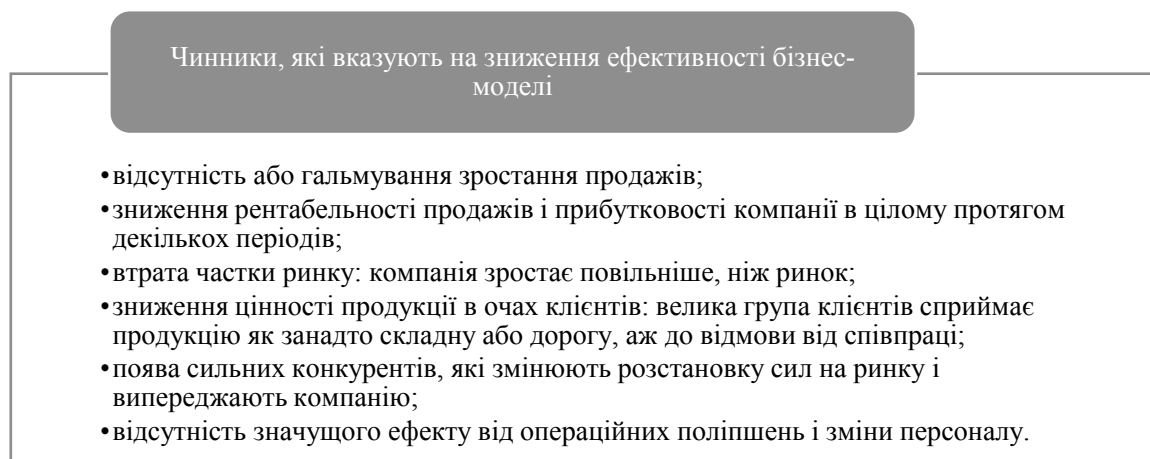 Чинники, які вказують на зниження ефективності бізнес-
моделі
•відсутність або гальмування зростання продажів;
•зниження рентабельності продажів і прибутковості компанії в цілому протягом
декількох періодів;
•втрата частки ринку: компанія зростає повільніше, ніж ринок;
•зниження цінності продукції в очах клієнтів: велика група клієнтів сприймає
продукцію як занадто складну або дорогу, аж до відмови від співпраці;
•поява сильних конкурентів, які змінюють розстановку сил на ринку і
випереджають компанію;
•відсутність значущого ефекту від операційних поліпшень і зміни персоналу.